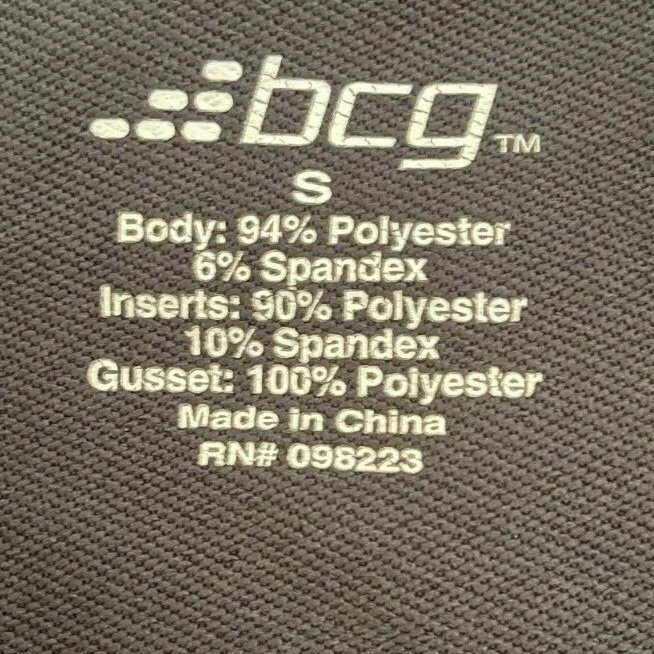 bcg™
S
Body: 94% Polyester
6% Spandex
Inserts: 90% Polyester
10% Spandex
Gusset: 100% Polyester
Made in China
RN# 098223